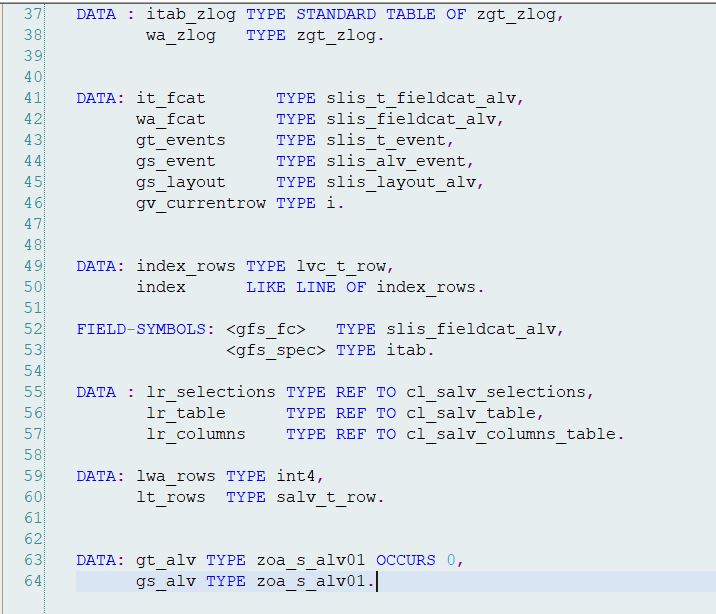 37 DATA : itab_zlog TYPE STANDARD TABLE OF zgt_zlog,
38 wa_zlog TYPE zgt_zlog.
39
40
41 DATA: it_fcat TYPE slis_t_fieldcat_alv,
42 wa_fcat TYPE slis_fieldcat_alv,
43 gt_events TYPE slis_t_event,
44 gs_event TYPE slis_alv_event,
45 gs_layout TYPE slis_layout_alv,
46 gv_currentrow TYPE i.
47
48
49 DATA: index_rows TYPE lvc_t_row,
50 index LIKE LINE OF index_rows.
51
52 FIELD-SYMBOLS: <gfs_fc> TYPE slis_fieldcat_alv,
53 <gfs_spec> TYPE itab.
54
55 DATA : lr_selections TYPE REF TO cl_salv_selections,
56 lr_table TYPE REF TO cl_salv_table,
57 lr_columns TYPE REF TO cl_salv_columns_table.
58
59 DATA: lwa_rows TYPE int4,
60 lt_rows TYPE salv_t_row.
61
62
63 DATA: gt_alv TYPE zoa_s_alv01 OCCURS 0,
64 gs_alv TYPE zoa_s_alv01.